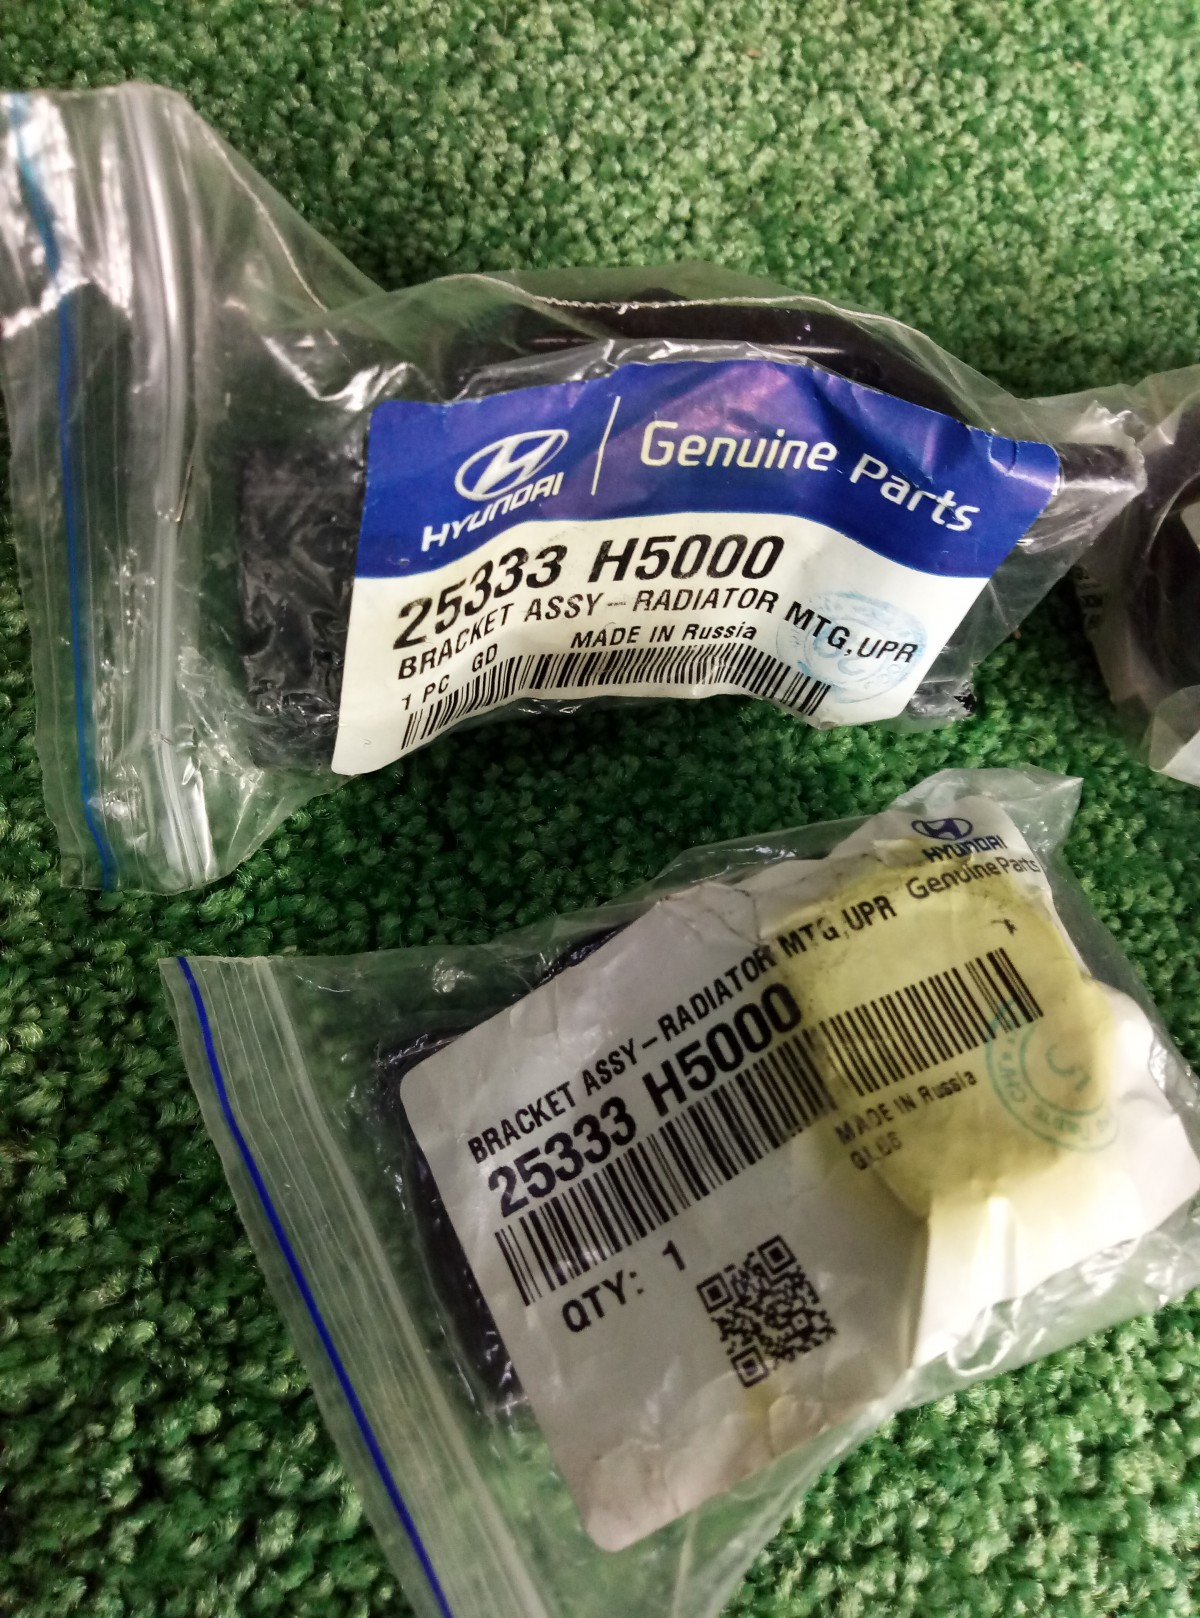 HYUNDAI
Genuine Parts
25333 H5000
BRACKET ASSY-RADIATOR MTG,UPR
1 PC GD MADE IN Russia
HYUNDAI
Genuine Parts
BRACKET ASSY-RADIATOR MTG,UPR
25333 H5000
MADE IN Russia
QTY: 1